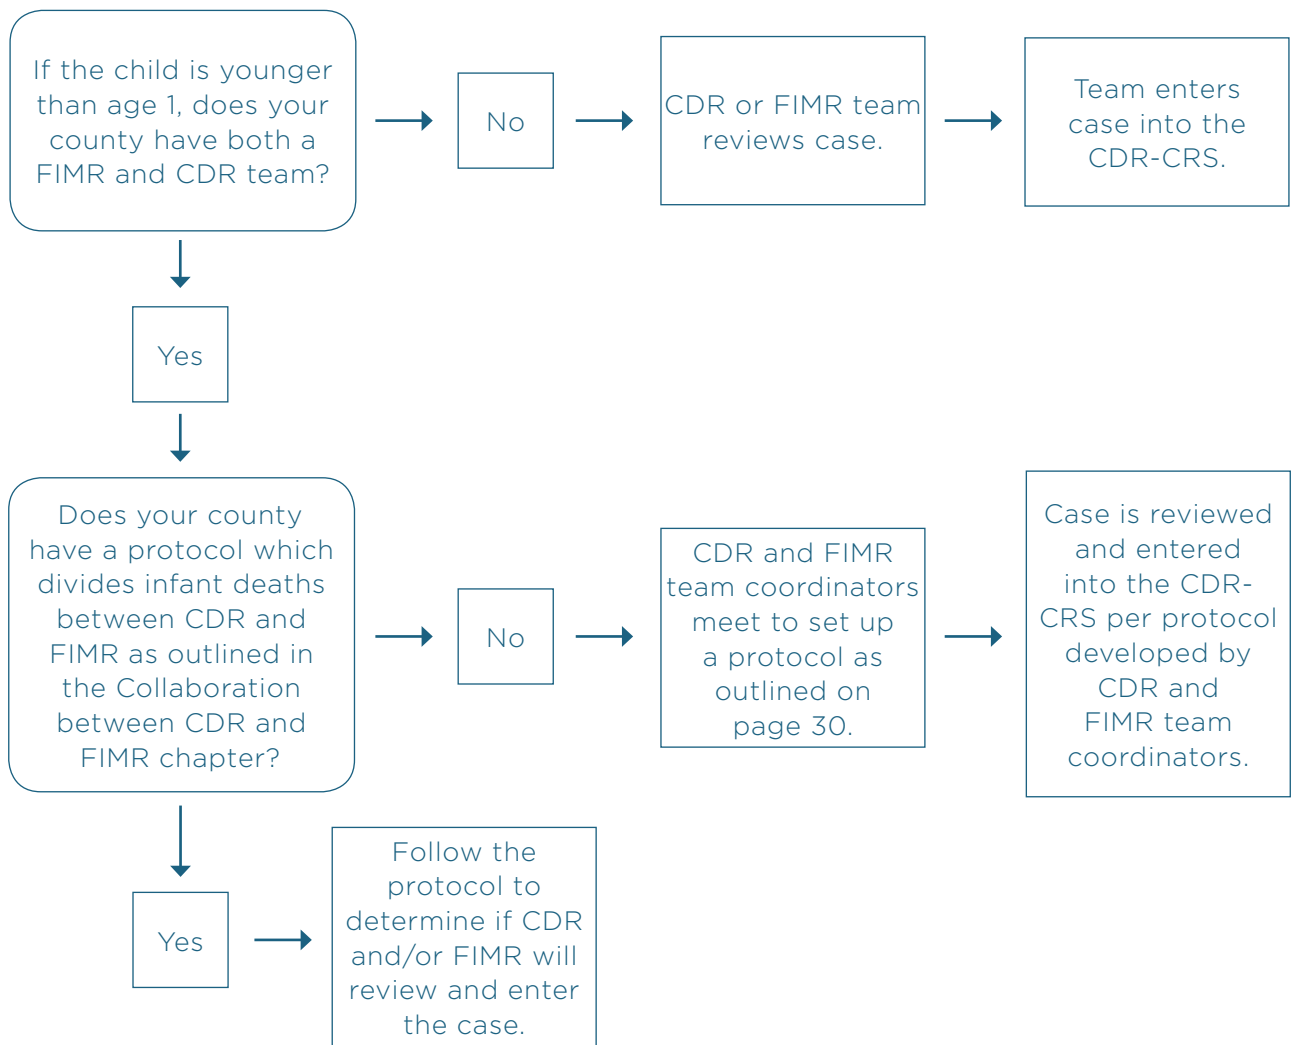 If the child is younger
than age 1, does your
county have both a
FIMR and CDR team?
No
CDR or FIMR team
reviews case.
Team enters
case into the
CDR-CRS.
Yes
Does your county
have a protocol which
divides infant deaths
between CDR and
FIMR as outlined in
the Collaboration
between CDR and
FIMR chapter?
No
CDR and FIMR
team coordinators
meet to set up
a protocol as
outlined on
page 30.
Case is reviewed
and entered
into the CDR-
CRS per protocol
developed by
CDR and
FIMR team
coordinators.
Yes
Follow the
protocol to
determine if CDR
and/or FIMR will
review and enter
the case.